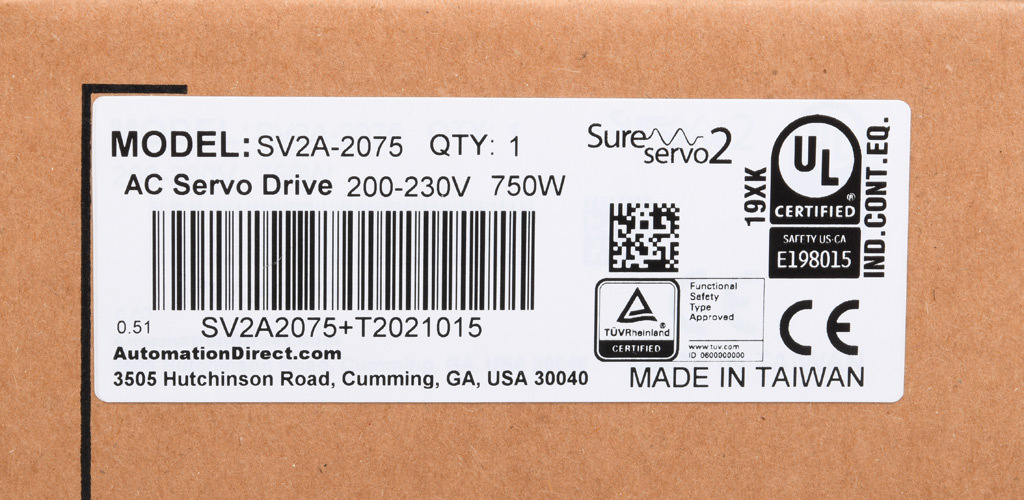 MODEL: SV2A-2075 QTY: 1
AC Servo Drive 200-230V 750W
SV2A2075+T2021015
0.51
AutomationDirect.com
3505 Hutchinson Road, Cumming, GA, USA 30040
Sure servo 2
19XK
UL
®
CERTIFIED
SAFETY US-CA
E198015
IND.CONT.EQ.
TÜVRheinland
®
CERTIFIED
Functional
Safety
Type
Approved
www.tuv.com
ID 0600000000
CE
MADE IN TAIWAN